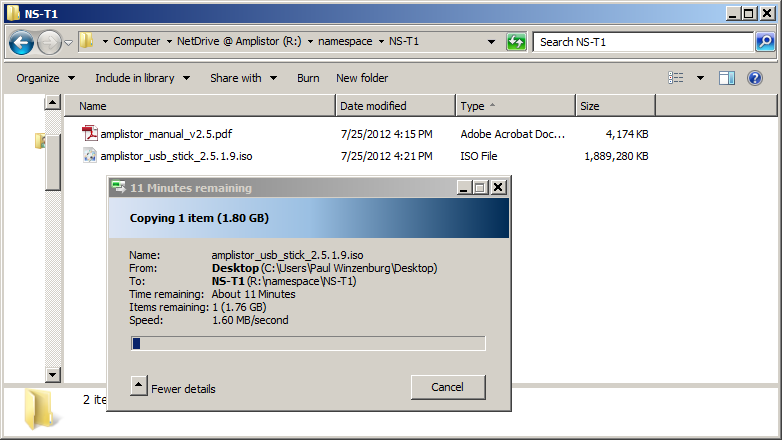 NS-T1
Computer NetDrive @ Amplistor (R:) namespace NS-T1 Search NS-T1
Organize Include in library Share with Burn New folder
Name Date modified Type Size
amplistor_manual_v2.5.pdf 7/25/2012 4:15 PM Adobe Acrobat Doc... 4,174 KB
amplistor_usb_stick_2.5.1.9.iso 7/25/2012 4:21 PM ISO File 1,889,280 KB
11 Minutes remaining
Copying 1 item (1.80 GB)
Name: amplistor_usb_stick_2.5.1.9.iso
From: Desktop (C:\Users\Paul Winzenburg\Desktop)
To: NS-T1 (R:\namespace\NS-T1)
Time remaining: About 11 Minutes
Items remaining: 1 (1.76 GB)
Speed: 1.60 MB/second
Fewer details Cancel
2 ite